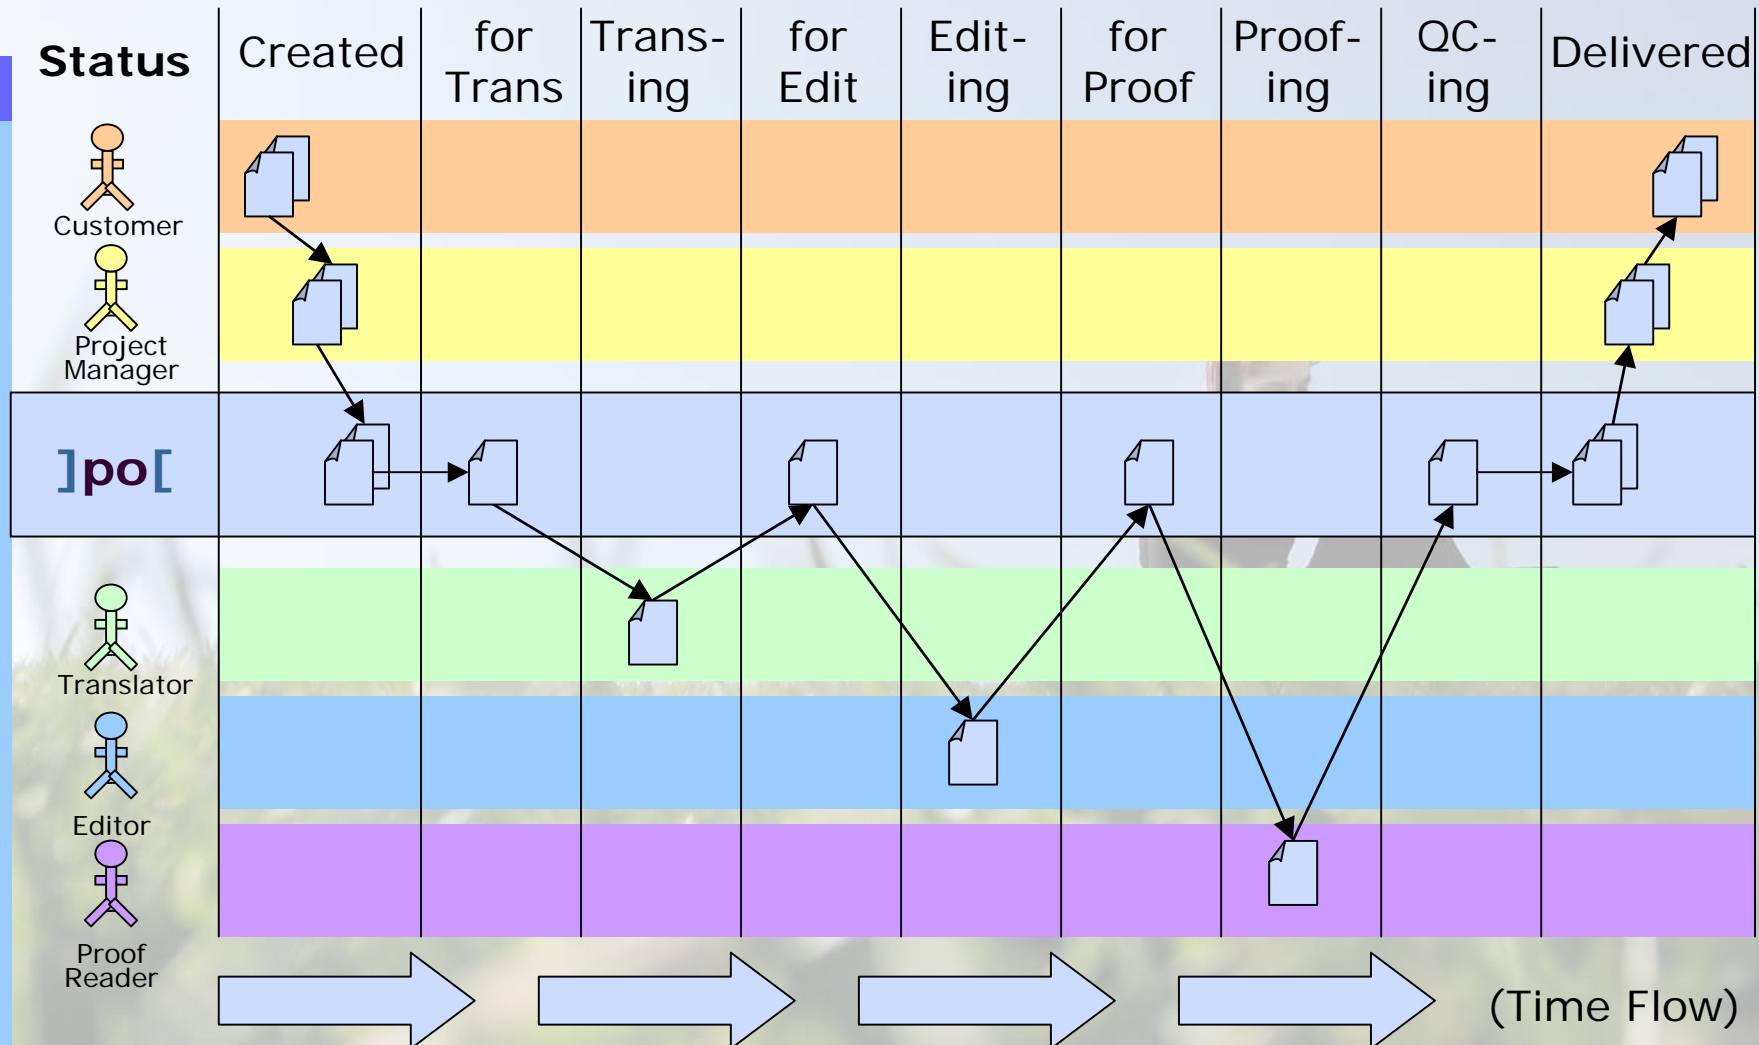 Status
Created
for
Trans
Trans-
ing
for
Edit
Edit-
ing
for
Proof
Proof-
ing
QC-
ing
Delivered
Customer
Project
Manager
]po[
Translator
Editor
Proof
Reader
(Time Flow)